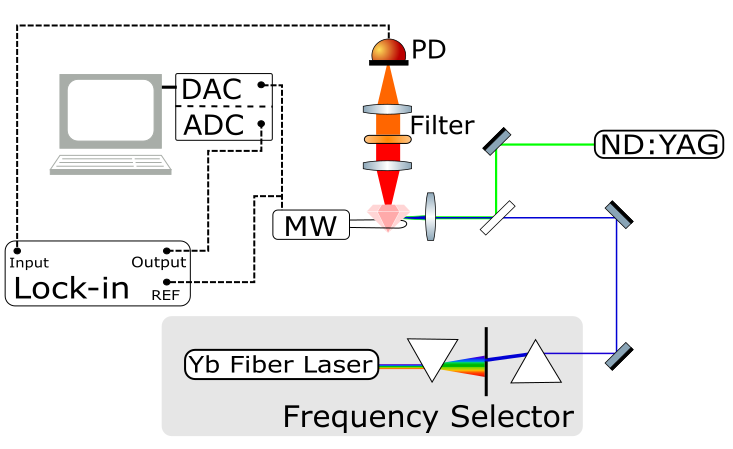 PD
DAC
ADC
Filter
ND:YAG
MW
Input
Output
Lock-in
REF
Yb Fiber Laser
Frequency Selector